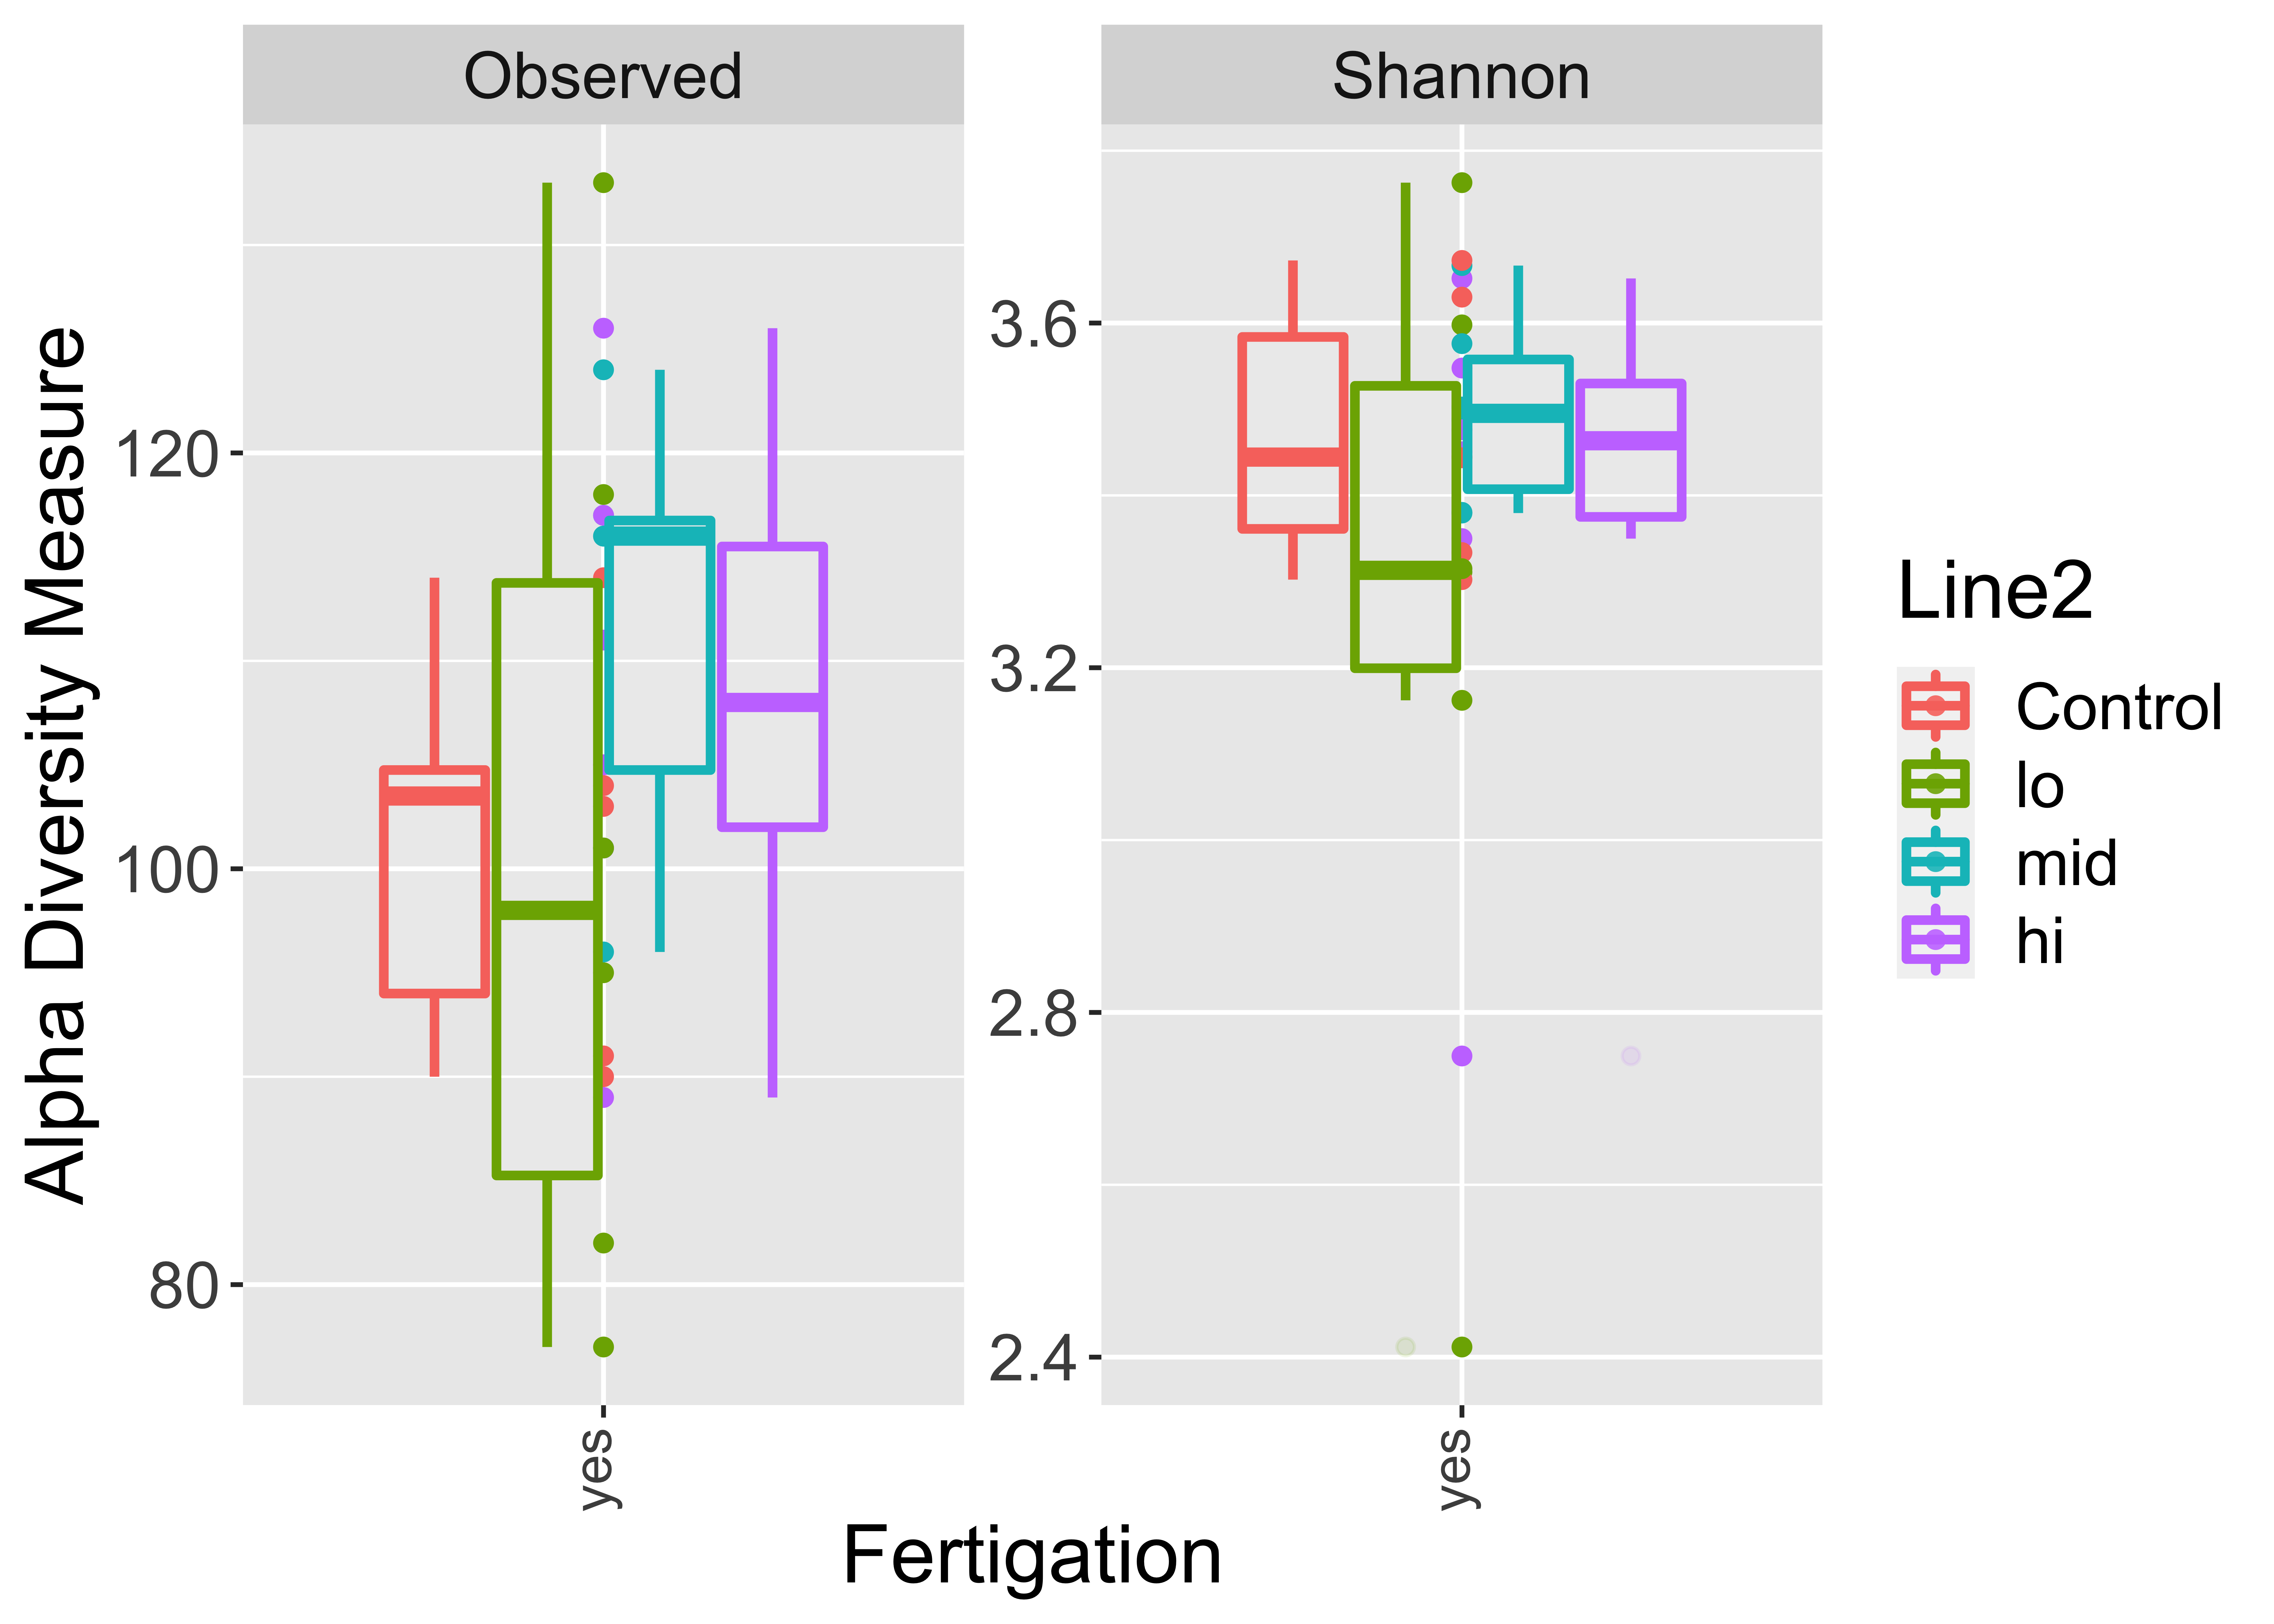 Observed
Shannon
Alpha Diversity Measure
120
100
80
3.6
3.2
2.8
2.4
yes
yes
Fertigation
Line2
Control
lo
mid
hi